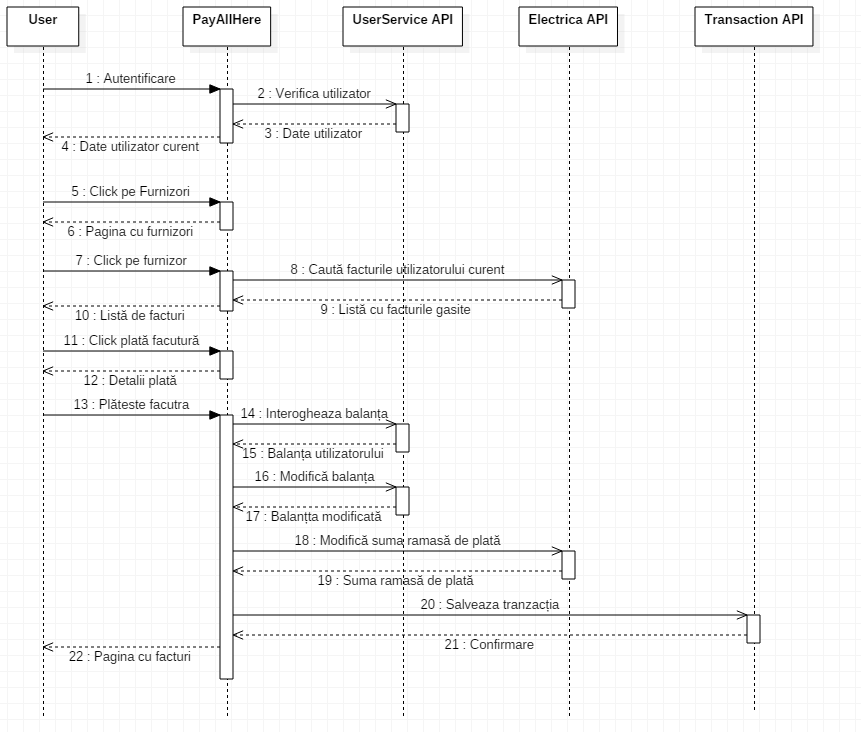 User
PayAllHere
UserService API
Electrica API
Transaction API
1 : Autentificare
2 : Verifica utilizator
3 : Date utilizator
4 : Date utilizator curent
5 : Click pe Furnizori
6 : Pagina cu furnizori
7 : Click pe furnizor
8 : Caută facturile utilizatorului curent
9 : Listă cu facturile gasite
10 : Listă de facturi
11 : Click plată facutură
12 : Detalii plată
13 : Plăteste facutra
14 : Interogheaza balanța
15 : Balanța utilizatorului
16 : Modifică balanța
17 : Balanțta modificată
18 : Modifică suma ramasă de plată
19 : Suma ramasă de plată
20 : Salveaza tranzacția
21 : Confirmare
22 : Pagina cu facturi